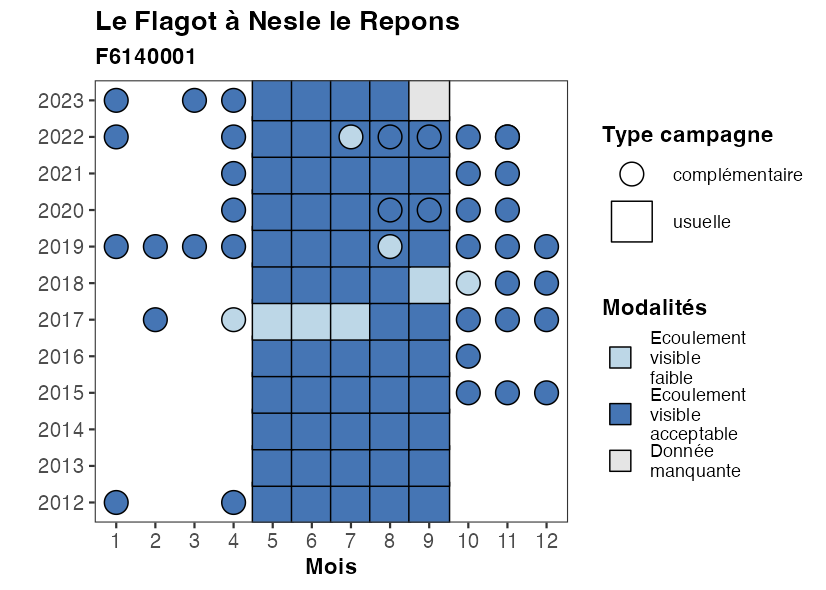 Le Flagot à Nesle le Repons
F6140001
2023
2022
2021
2020
2019
2018
2017
2016
2015
2014
2013
2012
1 2 3 4 5 6 7 8 9 10 11 12
Mois
Type campagne
complémentaire
usuelle
Modalités
Ecoulement
visible
faible
Ecoulement
visible
acceptable
Donnée
manquante